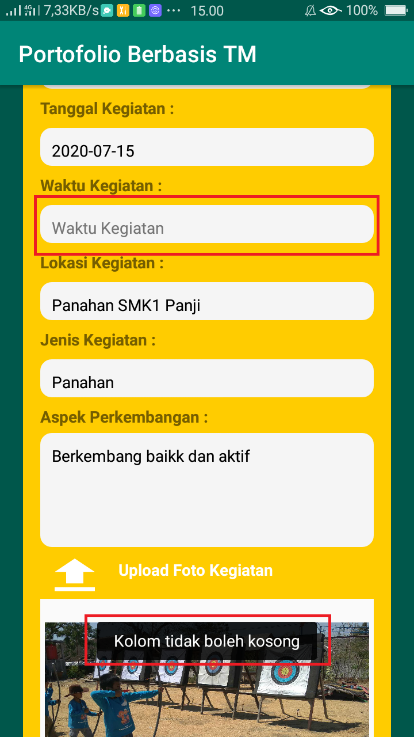 4G 7,33KB/s ··· 15.00 100%
Portofolio Berbasis TM
Tanggal Kegiatan :
2020-07-15
Waktu Kegiatan :
Waktu Kegiatan
Lokasi Kegiatan :
Panahan SMK1 Panji
Jenis Kegiatan :
Panahan
Aspek Perkembangan :
Berkembang baikk dan aktif
Upload Foto Kegiatan
Kolom tidak boleh kosong